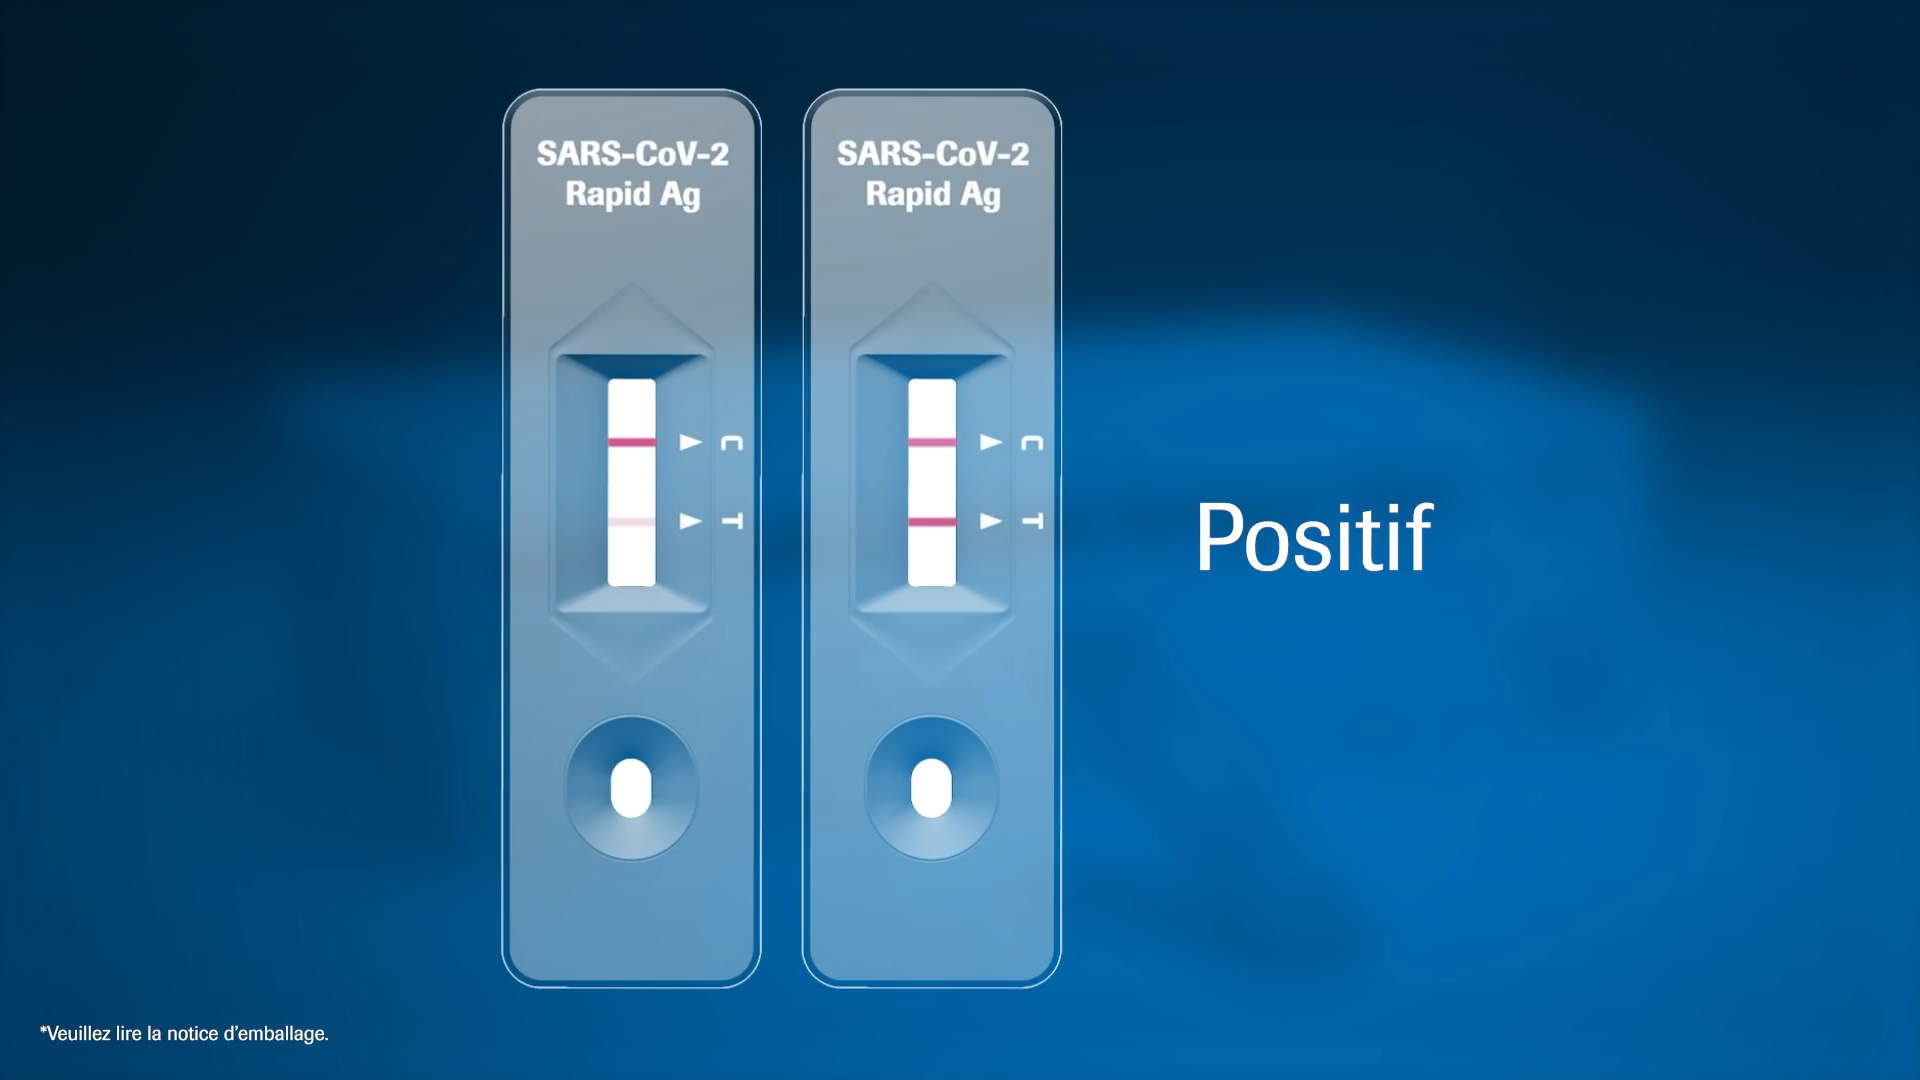 SARS-CoV-2
Rapid Ag
C
T
SARS-CoV-2
Rapid Ag
C
T
Positif
*Veuillez lire la notice d'emballage.